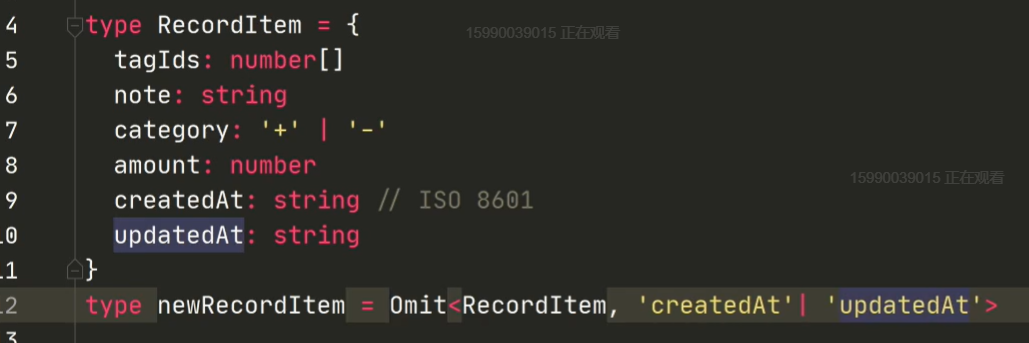 4 type RecordItem = {
15990039015 正在观看
5 tagIds: number[]
6 note: string
7 category: '+' | '-'
8 amount: number
15990039015 正在观看
9 createdAt: string // ISO 8601
10 updatedAt: string
11 }
12 type newRecordItem = Omit<RecordItem, 'createdAt'| 'updatedAt'>